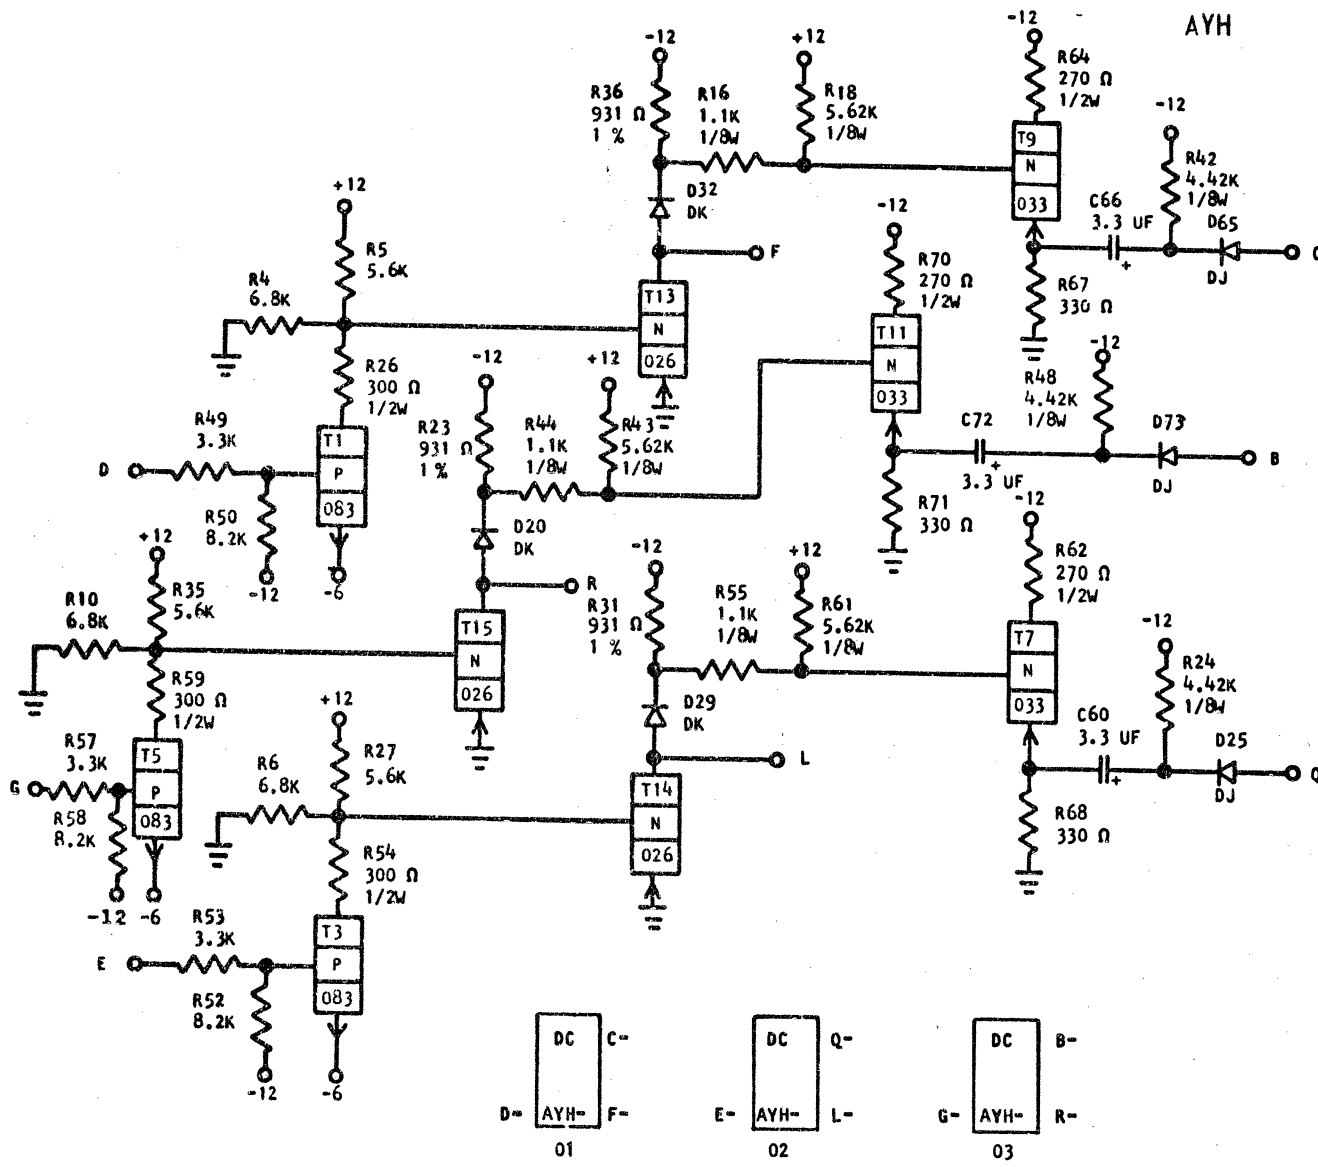 AYH
-12
R64
270 Ω
1/2W
-12
R36
931 Ω
1 %
R16
1.1K
1/8W
+12
R18
5.62K
1/8W
T9
N
033
-12
R42
4.42K
1/8W
C66
3.3 UF
+
D65
DJ
D32
DK
F
R67
330 Ω
+12
R5
5.6K
R4
6.8K
T13
N
026
-12
R70
270 Ω
1/2W
T11
N
033
-12
R48
4.42K
1/8W
C72
+
3.3 UF
D73
DJ
B
R71
330 Ω
R26
300 Ω
1/2W
-12
R23
931 Ω
1 %
R44
1.1K
1/8W
+12
R43
5.62K
1/8W
R49
3.3K
D
T1
P
083
R50
8.2K
-12
-6
D20
DK
R
+12
R35
5.6K
R10
6.8K
T15
N
026
R59
300 Ω
1/2W
-12
R31
931 Ω
1 %
R55
1.1K
1/8W
+12
R61
5.62K
1/8W
-12
R62
270 Ω
1/2W
T7
N
033
-12
R24
4.42K
1/8W
C60
3.3 UF
+
D25
DJ
Q
R68
330 Ω
D29
DK
L
R57
3.3K
G
T5
P
083
R58
8.2K
-12
-6
+12
R27
5.6K
R6
6.8K
T14
N
026
R54
300 Ω
1/2W
R53
3.3K
E
T3
P
083
R52
8.2K
-12
-6
DC
C-
D-
AYH-
F-
01
DC
Q-
E-
AYH-
L-
02
DC
B-
G-
AYH-
R-
03